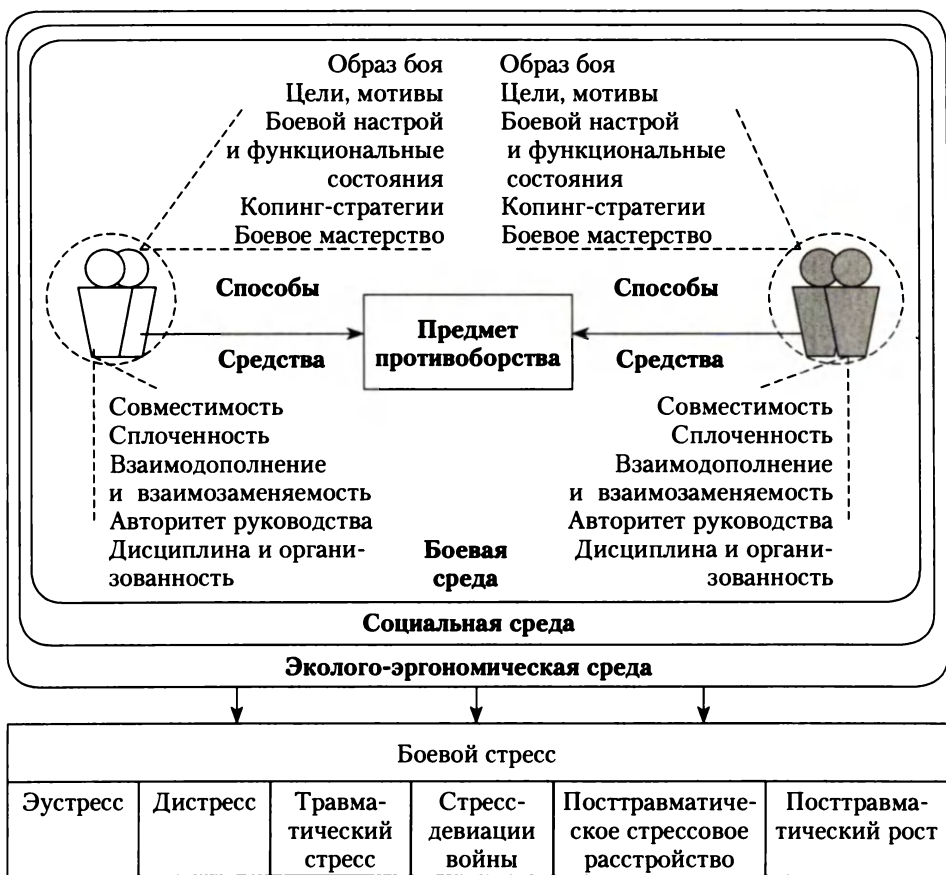 Образ боя
Цели, мотивы
Боевой настрой
и функциональные
состояния
Копинг-стратегии
Боевое мастерство
Образ боя
Цели, мотивы
Боевой настрой
и функциональные
состояния
Копинг-стратегии
Боевое мастерство
Способы
Средства
Предмет
противоборства
Способы
Средства
Совместимость
Сплоченность
Взаимодополнение
и взаимозаменяемость
Авторитет руководства
Дисциплина и органи-
зованность
Боевая
среда
Совместимость
Сплоченность
Взаимодополнение
и взаимозаменяемость
Авторитет руководства
Дисциплина и органи-
зованность
Социальная среда
Эколого-эргономическая среда
Боевой стресс
Эустресс
Дистресс
Травма-
тический
стресс
Стресс-
девиации
войны
Посттравматиче-
ское стрессовое
расстройство
Посттравма-
тический рост